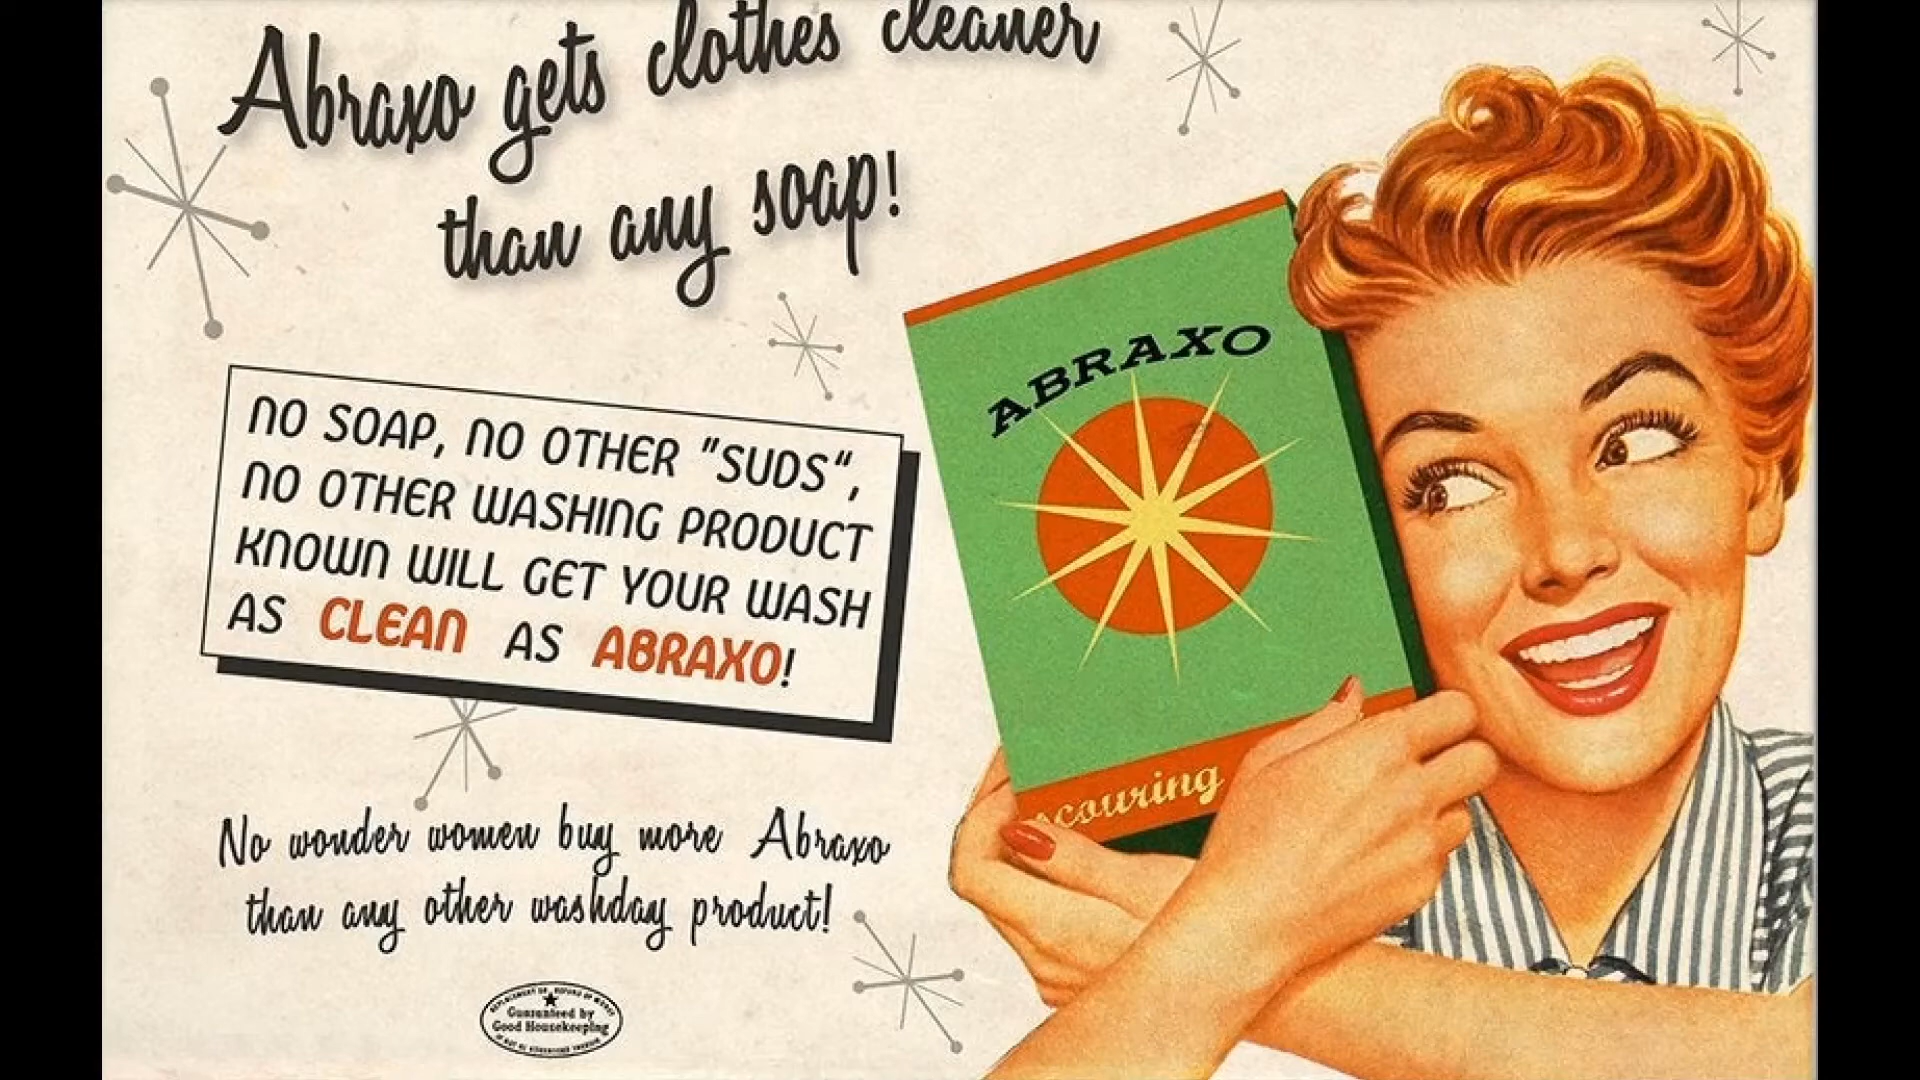 Abraxo gets clothes cleaner
than any soap!
NO SOAP, NO OTHER "SUDS",
NO OTHER WASHING PRODUCT
KNOWN WILL GET YOUR WASH
AS CLEAN AS ABRAXO!
No wonder women buy more Abraxo
than any other washday product!
Guaranteed by
Good Housekeeping
ABRAXO
scouring